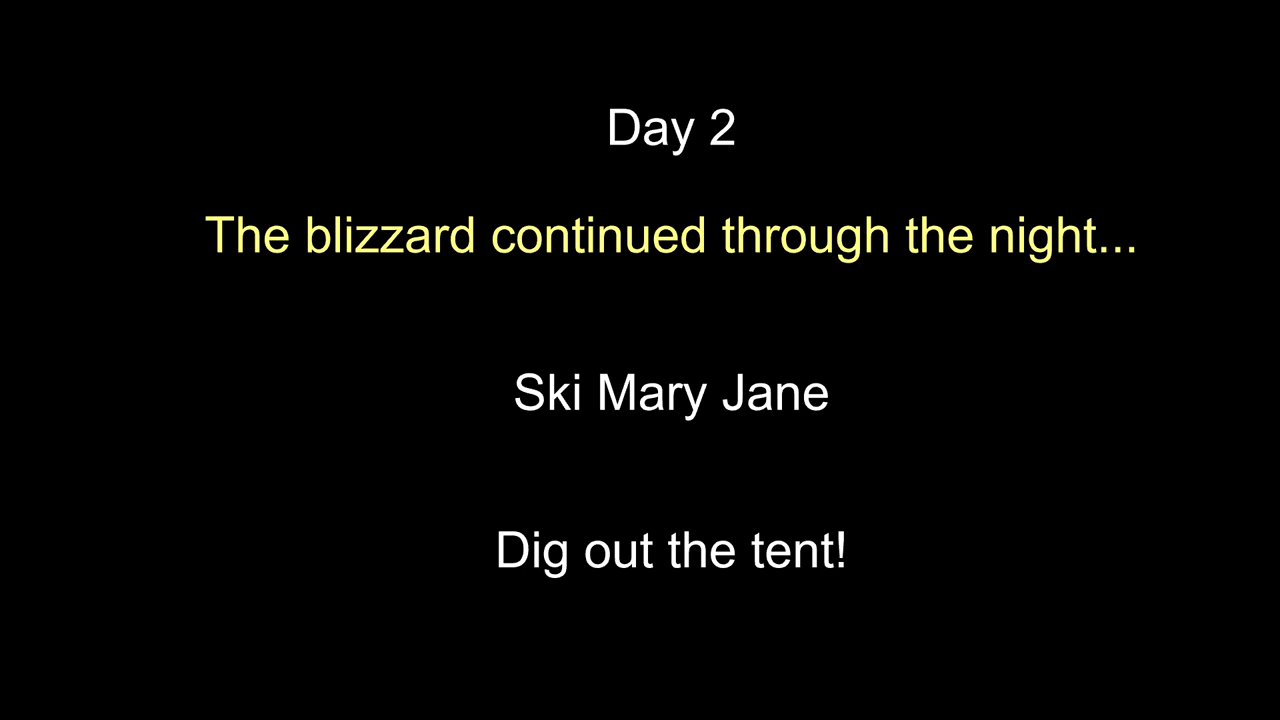 Day 2
The blizzard continued through the night...
Ski Mary Jane
Dig out the tent!